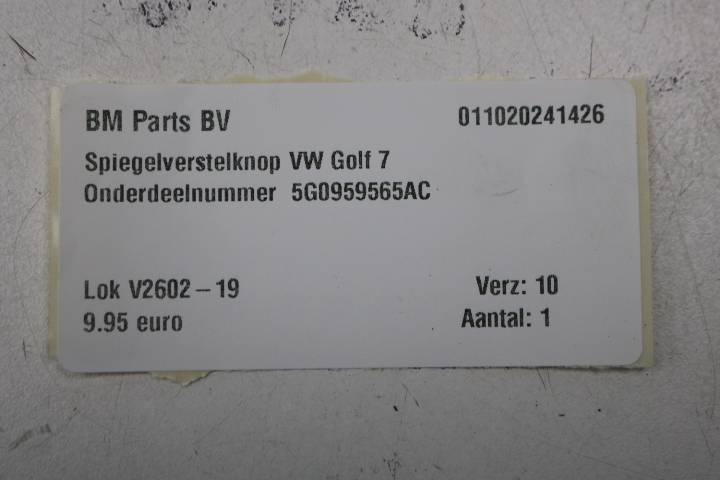 BM Parts BV 011020241426
Spiegelverstelknop VW Golf 7
Onderdeelnummer 5G0959565AC
Lok V2602-19 Verz: 10
9.95 euro Aantal: 1